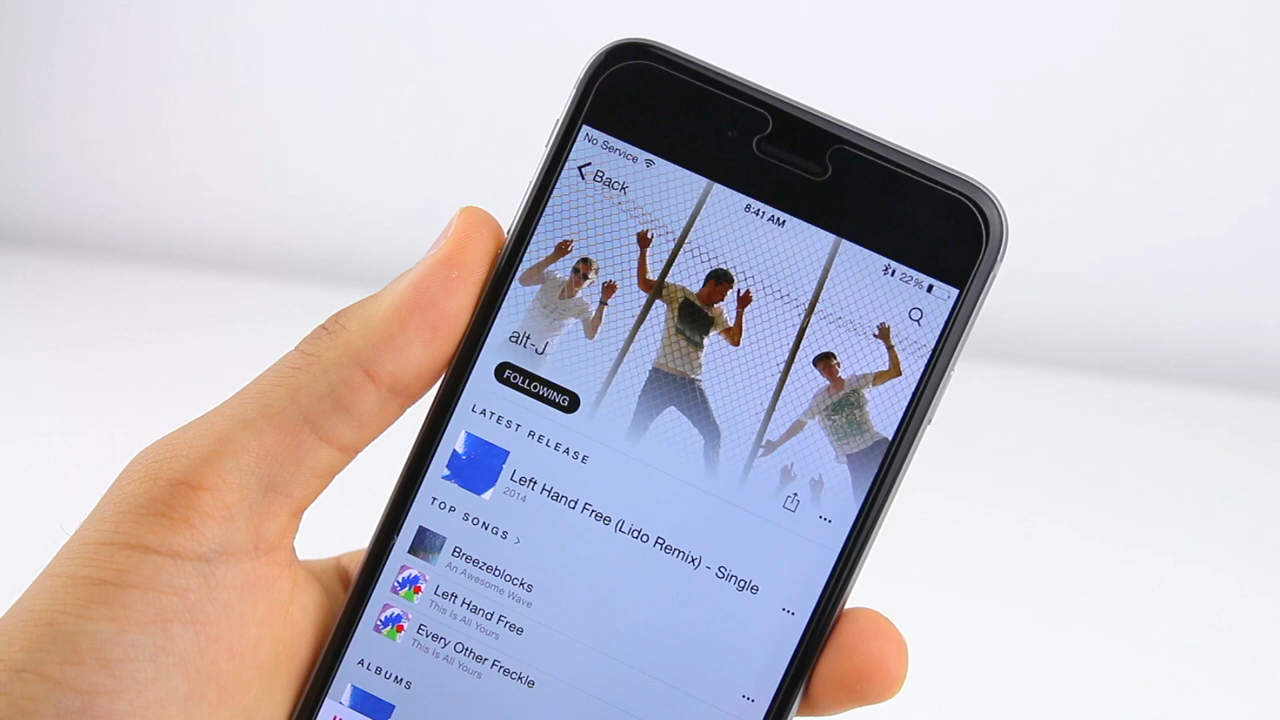 No Service
8:41 AM
22%
Back
alt-J
FOLLOWING
LATEST RELEASE
Left Hand Free (Lido Remix) - Single
2014
TOP SONGS
Breezeblocks
An Awesome Wave
Left Hand Free
This Is All Yours
Every Other Freckle
This Is All Yours
ALBUMS